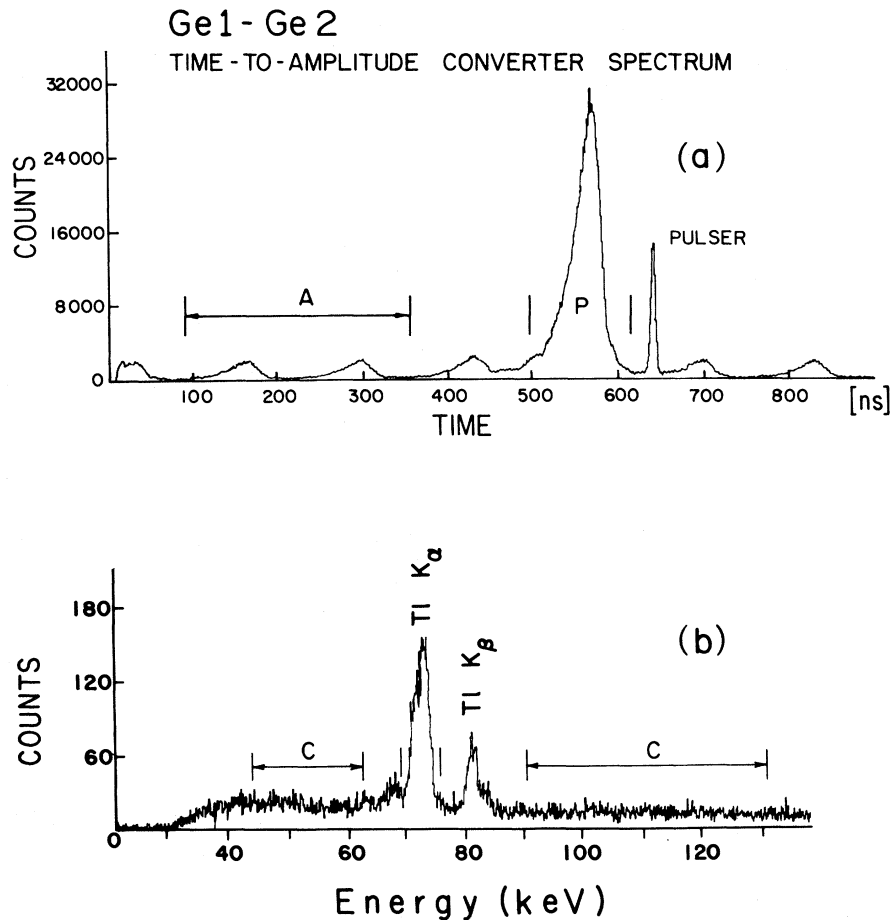 Ge1 - Ge2
TIME-TO-AMPLITUDE CONVERTER SPECTRUM
32000
24000
16000
8000
0
COUNTS
(a)
PULSER
A
P
100 200 300 400 500 600 700 800 [ns]
TIME
180
120
60
0
COUNTS
Tl Kα
Tl Kβ
(b)
C
C
40 60 80 100 120
Energy (keV)